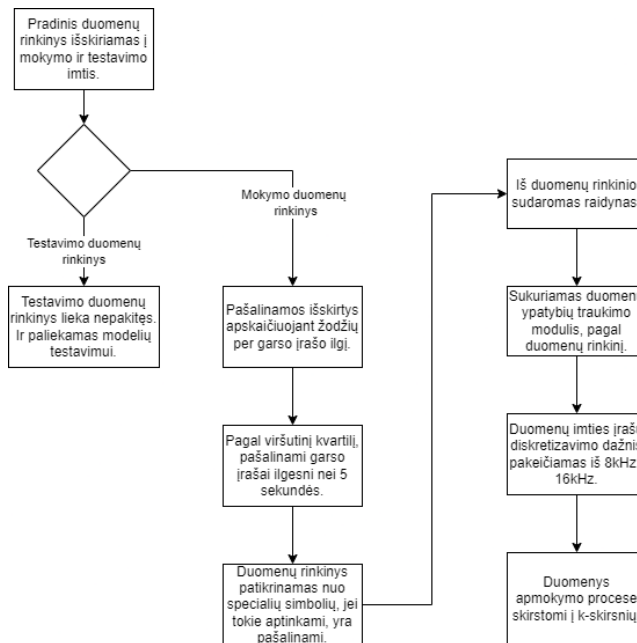 Pradinis duomenų
rinkinys išskiriamas į
mokymo ir testavimo
imtis.
Mokymo duomenų
rinkinys
Testavimo duomenų
rinkinys
Testavimo duomenų
rinkinys lieka nepakitęs.
Ir paliekamas modelių
testavimui.
Pašalinamos išskirtys
apskaičiuojant žodžių
per garso įrašo ilgį.
Pagal viršutinį kvartilį,
pašalinami garso
įrašai ilgesni nei 5
sekundės.
Duomenų rinkinys
patikrinamas nuo
specialių simbolių, jei
tokie aptinkami, yra
pašalinami.
Iš duomenų rinkinio
sudaromas raidynas
Sukuriamas
ypatybių traukimo
modulis, pagal
duomenų rinkinį.
Duomenų imties
diskretizavimo dažnis
pakeičiamas iš 8kHz
16kHz.
Duomenys
apmokymo procese
skirstomi į k-skirsnių